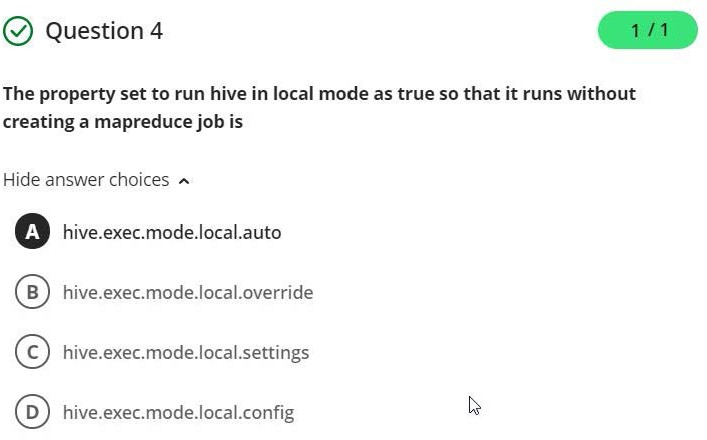 Question 4
1 / 1
The property set to run hive in local mode as true so that it runs without
creating a mapreduce job is
Hide answer choices
A hive.exec.mode.local.auto
B hive.exec.mode.local.override
C hive.exec.mode.local.settings
D hive.exec.mode.local.config